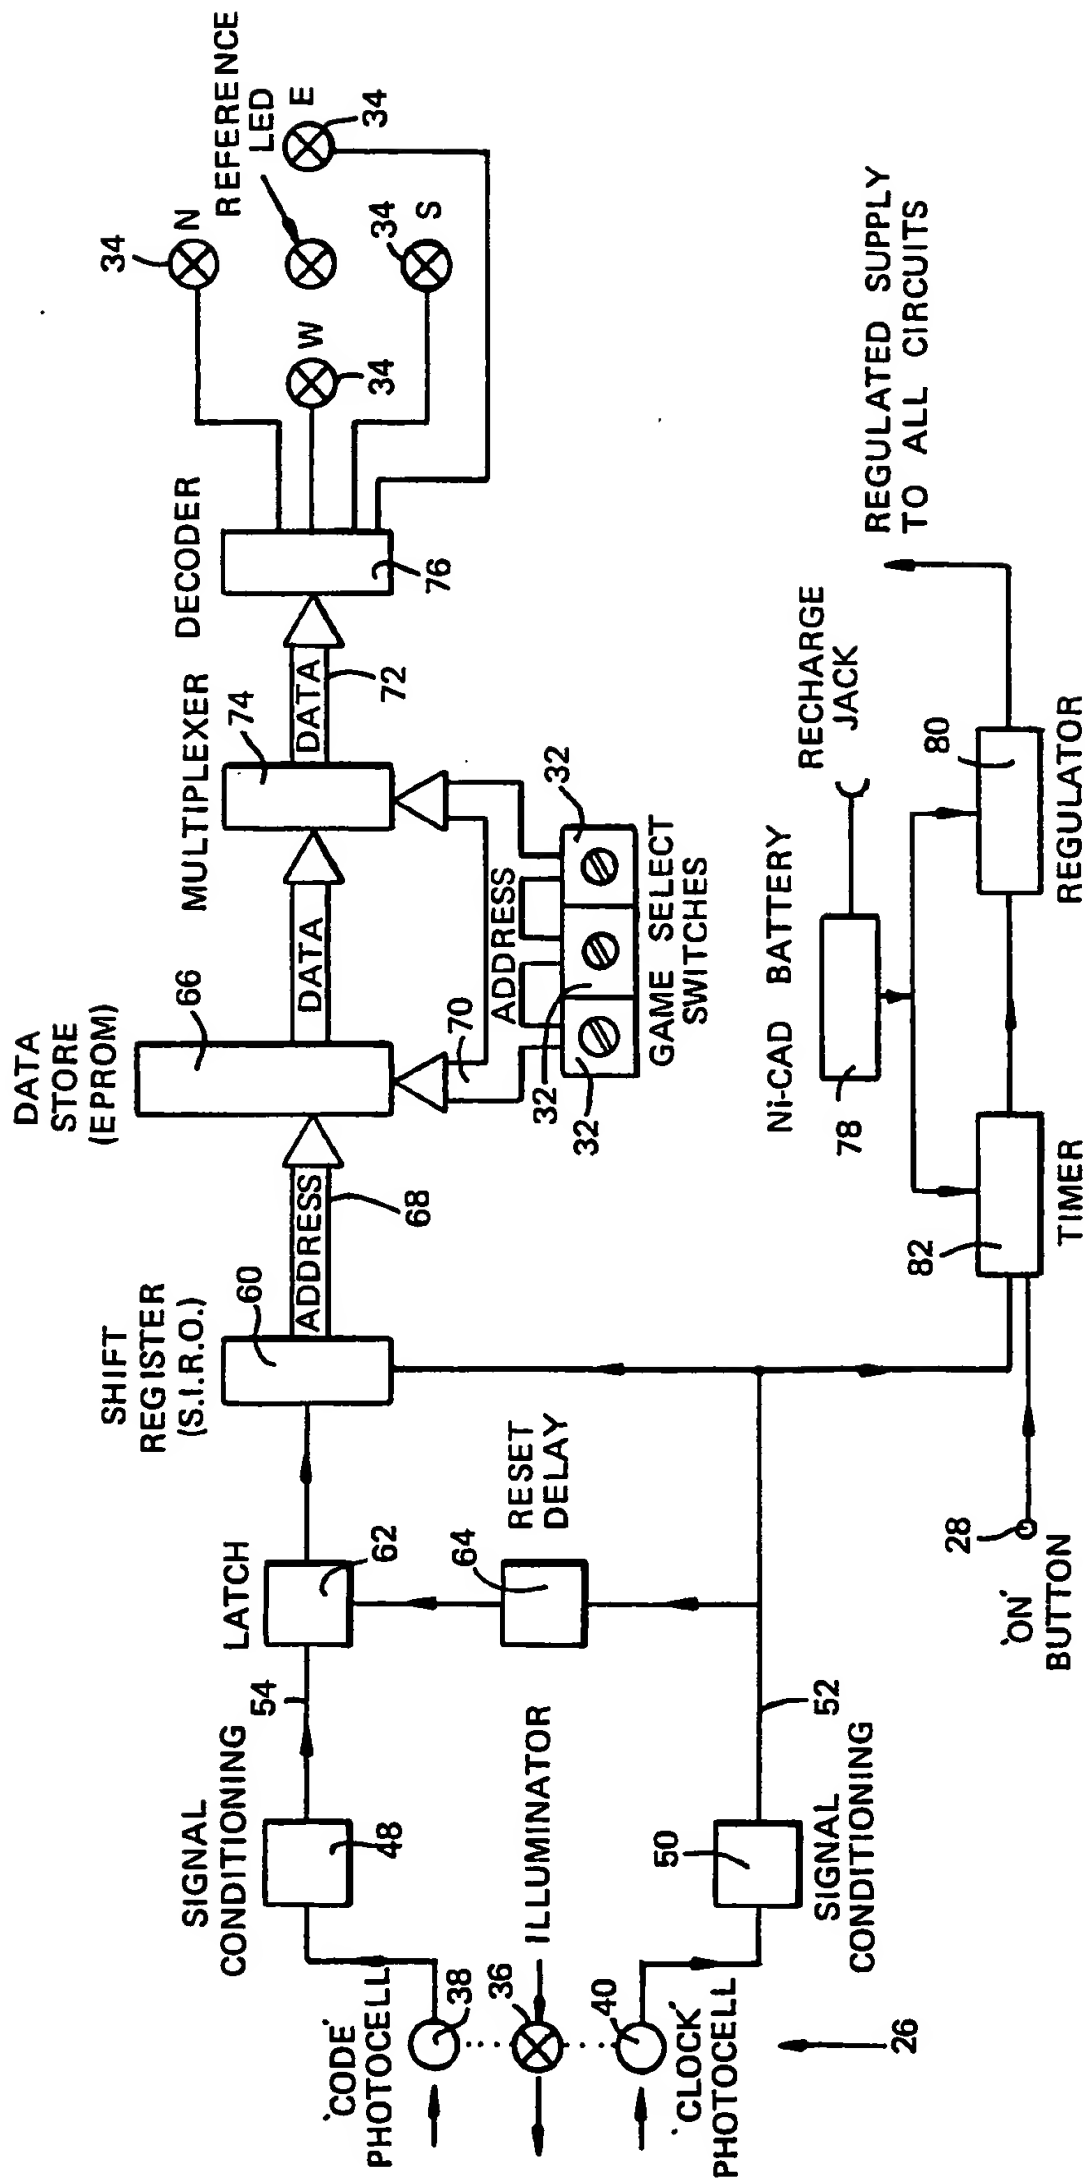 DATA
STORE
(EPROM)
66
SHIFT
REGISTER
(S.I.R.O.)
60
LATCH
62
SIGNAL
CONDITIONING
48
54
'CODE'
PHOTOCELL
38
36
ILLUMINATOR
40
'CLOCK'
PHOTOCELL
26
50
SIGNAL
CONDITIONING
52
RESET
DELAY
64
ADDRESS
68
DATA
MULTIPLEXER
74
DATA
72
DECODER
76
34
N
REFERENCE
LED
E
34
34
S
W
34
70
ADDRESS
32
32
32
GAME SELECT
SWITCHES
Ni-CAD BATTERY
78
RECHARGE
JACK
REGULATED SUPPLY
TO ALL CIRCUITS
80
REGULATOR
82
TIMER
28
'ON'
BUTTON